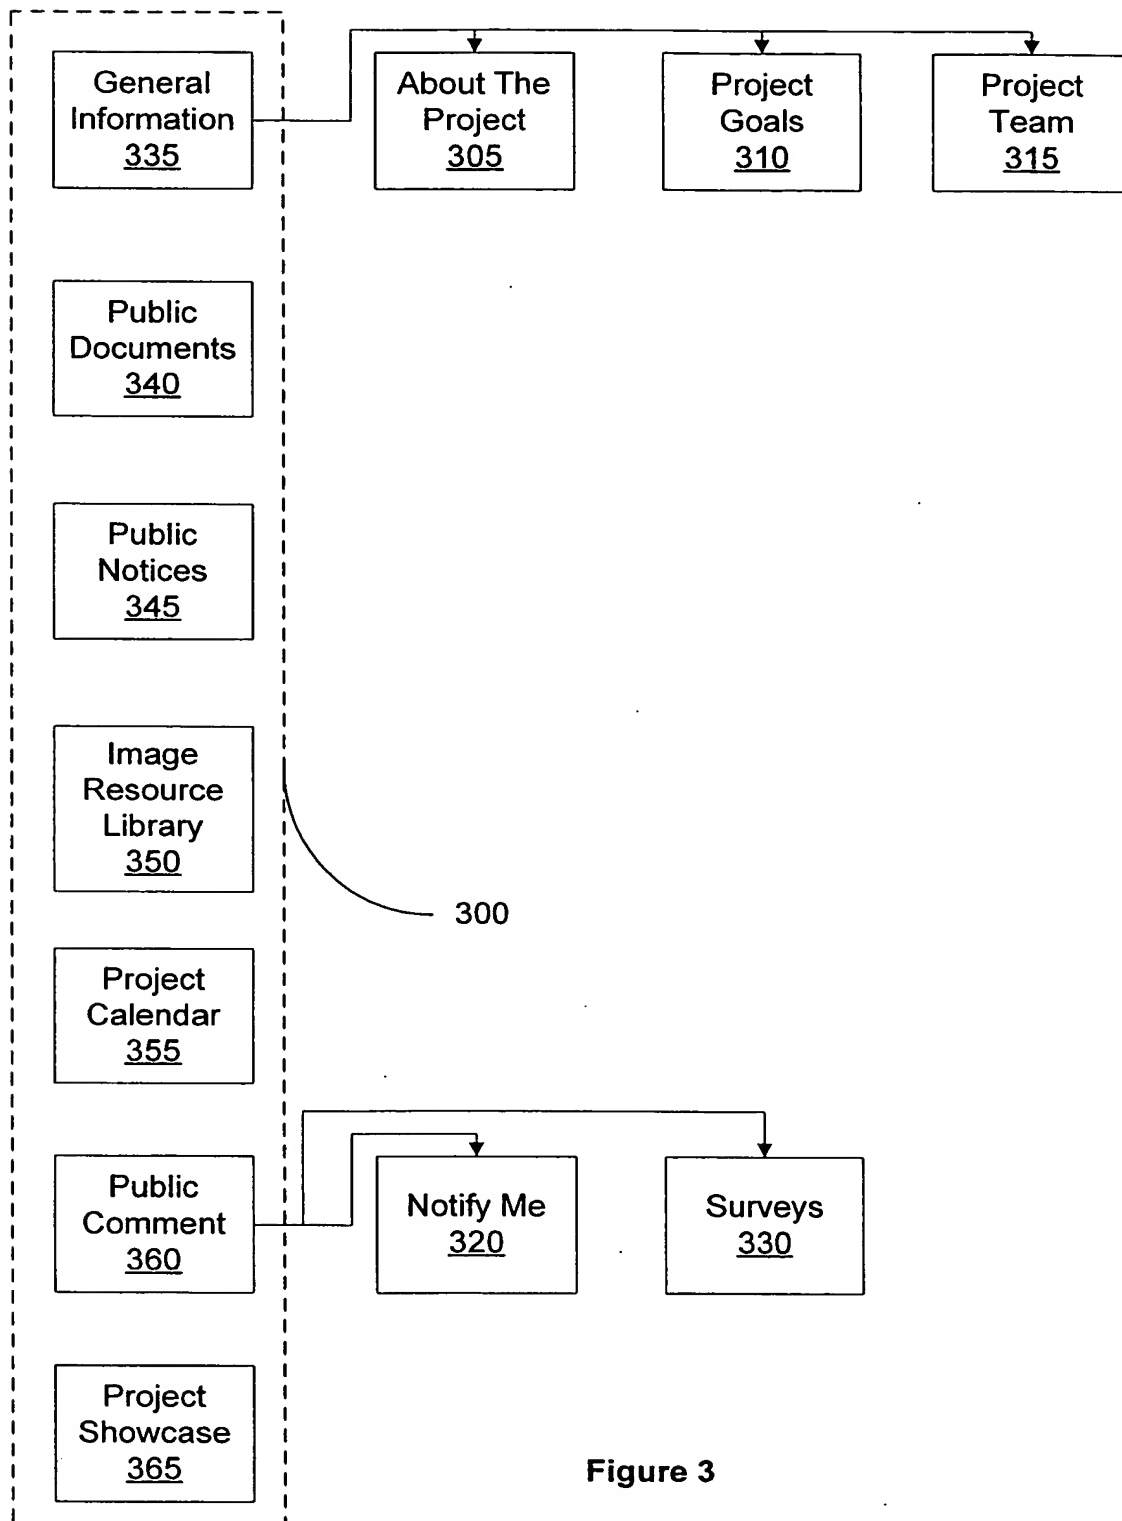 General
Information
335
About The
Project
305
Project
Goals
310
Project
Team
315
Public
Documents
340
Public
Notices
345
Image
Resource
Library
350
300
Project
Calendar
355
Public
Comment
360
Notify Me
320
Surveys
330
Project
Showcase
365
Figure 3